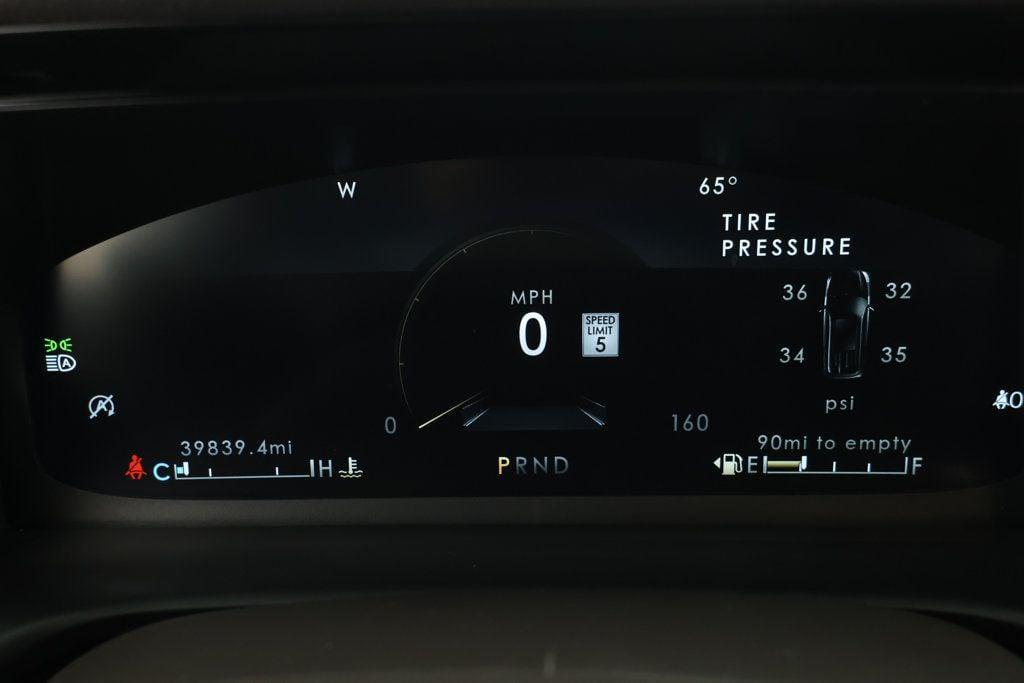 W
65°
TIRE
PRESSURE
36 32
MPH
0
SPEED
LIMIT
5
34 35
psi
A
A
0 160
39839.4mi
90mi to empty
C H
PRND
E F